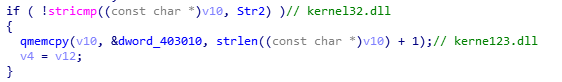 if ( !stricmp((const char *)v10, Str2) )// kernel32.dll
{
qmemcpy(v10, &dword_403010, strlen((const char *)v10) + 1);// kerne123.dll
v4 = v12;
}